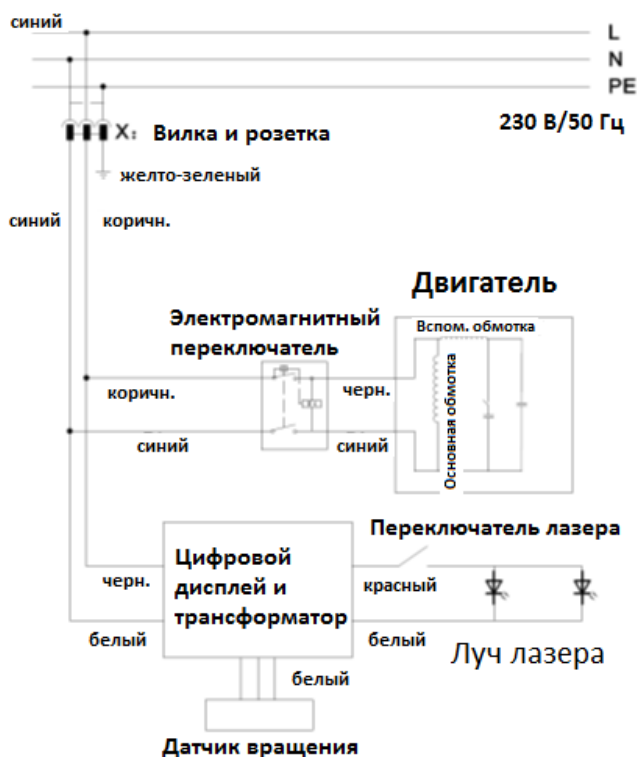 синий
L
N
PE
230 В/50 Гц
X: Вилка и розетка
желто-зеленый
синий
коричн.
Двигатель
Электромагнитный
переключатель
Вспом. обмотка
Основная обмотка
коричн.
черн.
синий
синий
Переключатель лазера
Цифровой
дисплей и
трансформатор
черн.
красный
белый
белый
Луч лазера
белый
Датчик вращения